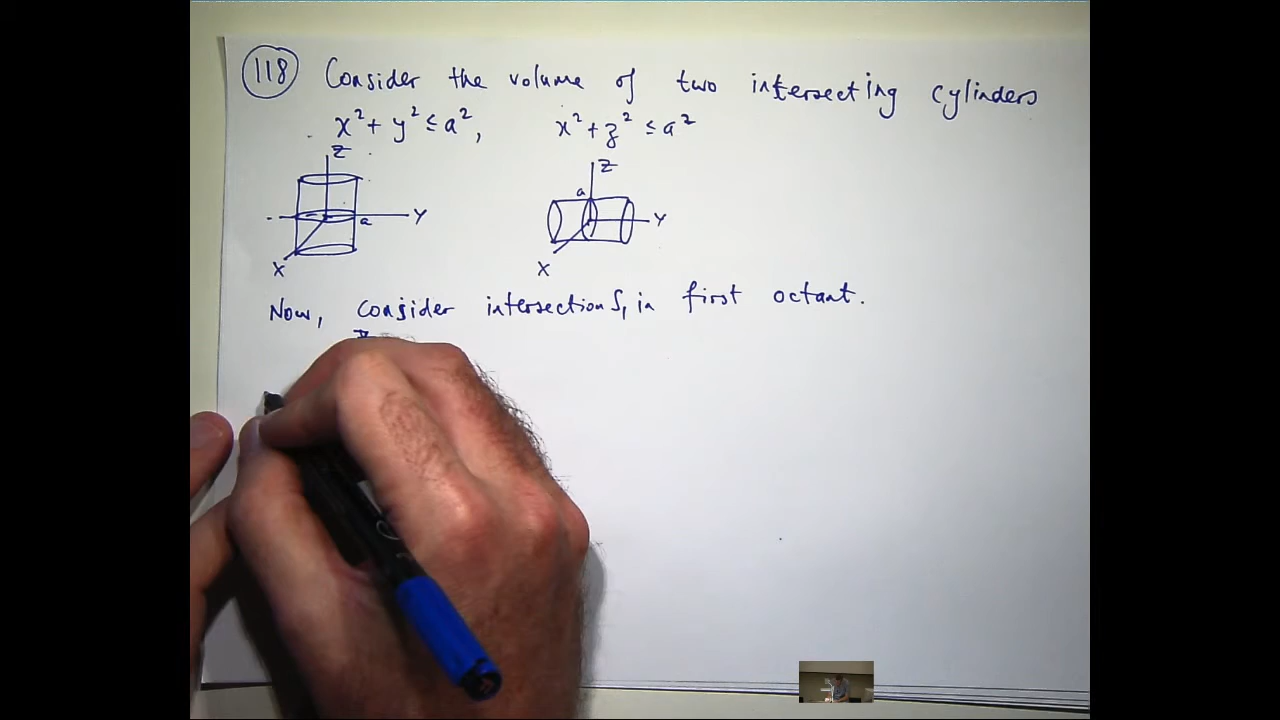 118 Consider the volume of two intersecting cylinders
x² + y² ≤ a², x² + z² ≤ a²
Z Z
a
a Y Y
X X
Now, consider intersection S₁ in first octant.